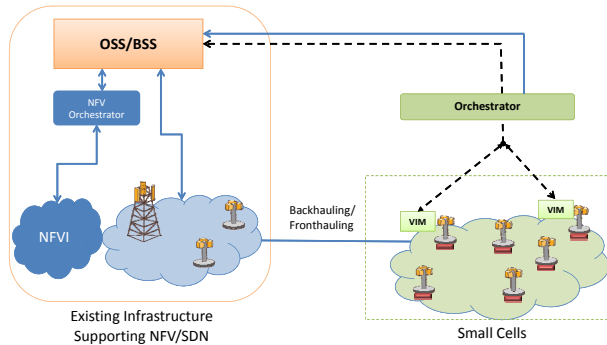 OSS/BSS
NFV
Orchestrator
Orchestrator
VIM
VIM
Backhauling/
Fronthauling
NFVI
Existing Infrastructure
Supporting NFV/SDN
Small Cells